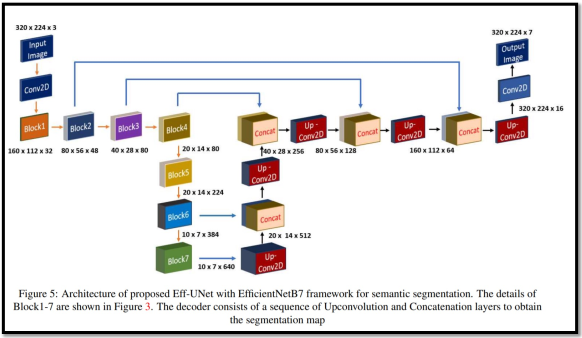 320 x 224 x 3
Input
Image
Conv2D
Block1
160 x 112 x 32
Block2
80 x 56 x 48
Block3
40 x 28 x 80
Block4
20 x 14 x 80
Block5
20 x 14 x 224
Block6
10 x 7 x 384
Block7
10 x 7 x 640
Up-
Conv2D
20 x 14 x 512
Concat
Up-
Conv2D
Concat
40 x 28 x 256
Up -
Conv2D
80 x 56 x 128
Concat
Up-
Conv2D
160 x 112 x 64
Concat
Up-
Conv2D
320 x 224 x 16
Conv2D
Output
Image
320 x 224 x 7
Figure 5: Architecture of proposed Eff-UNet with EfficientNetB7 framework for semantic segmentation. The details of
Block1-7 are shown in Figure 3. The decoder consists of a sequence of Upconvolution and Concatenation layers to obtain
the segmentation map